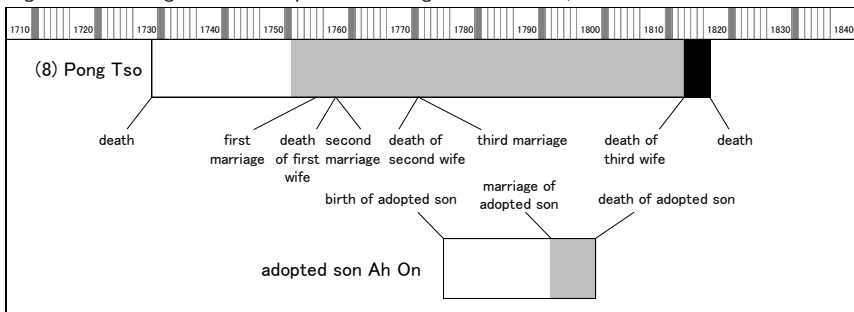 1710 1720 1730 1740 1750 1760 1770 1780 1790 1800 1810 1820 1830 1840
(8) Pong Tso
death
first marriage
death of first wife
second marriage
death of second wife
third marriage
death of third wife
death
birth of adopted son
marriage of adopted son
death of adopted son
adopted son Ah On